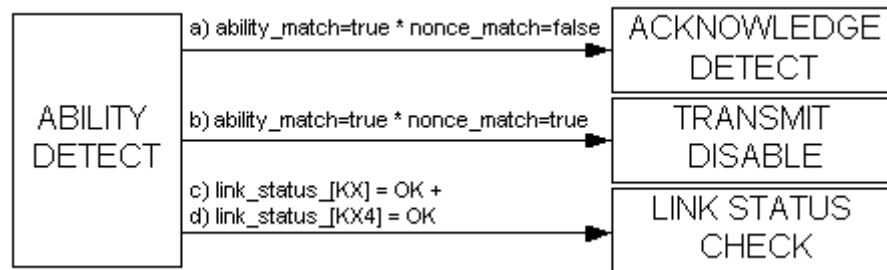 a) ability_match=true * nonce_match=false
ACKNOWLEDGE
DETECT
ABILITY
DETECT
b) ability_match=true * nonce_match=true
TRANSMIT
DISABLE
c) link_status_[KX] = OK +
d) link_status_[KX4] = OK
LINK STATUS
CHECK